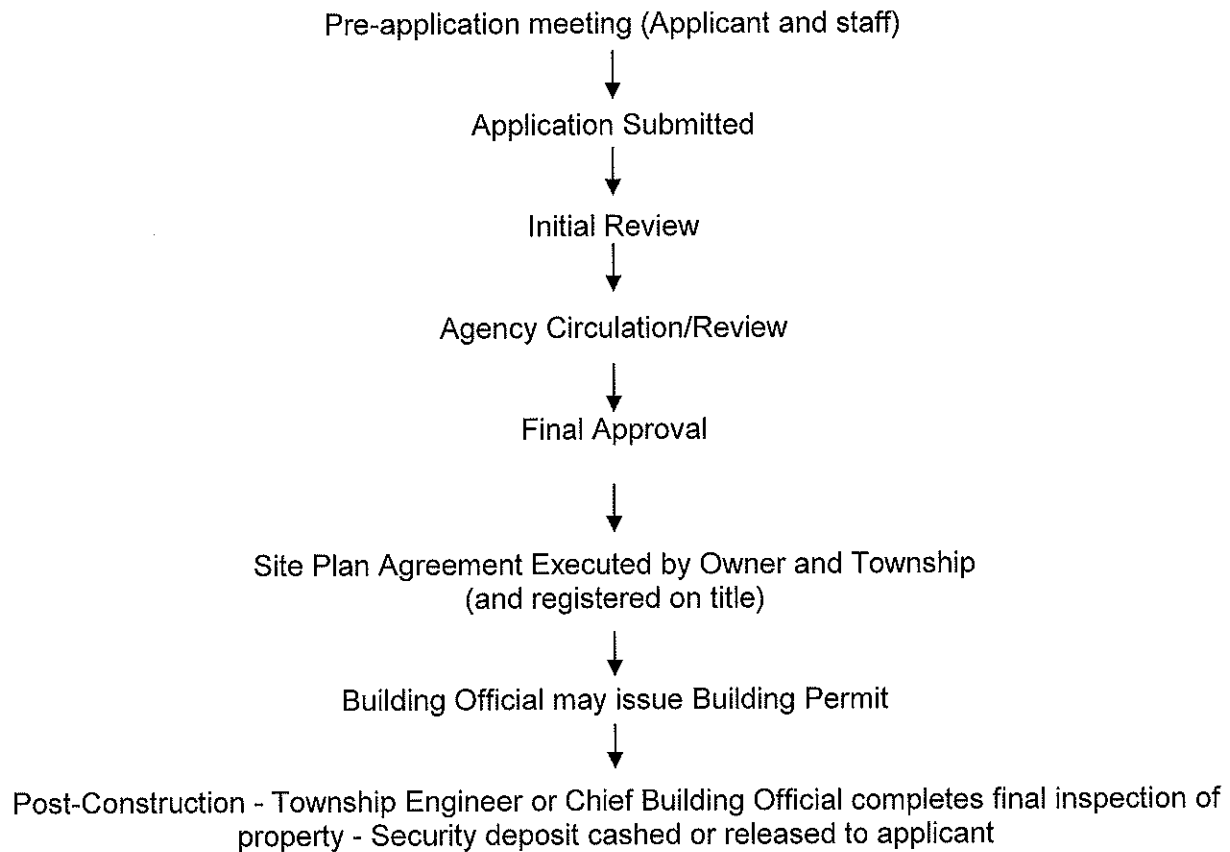 Pre-application meeting (Applicant and staff)
Application Submitted
Initial Review
Agency Circulation/Review
Final Approval
Site Plan Agreement Executed by Owner and Township
(and registered on title)
Building Official may issue Building Permit
Post-Construction - Township Engineer or Chief Building Official completes final inspection of
property - Security deposit cashed or released to applicant